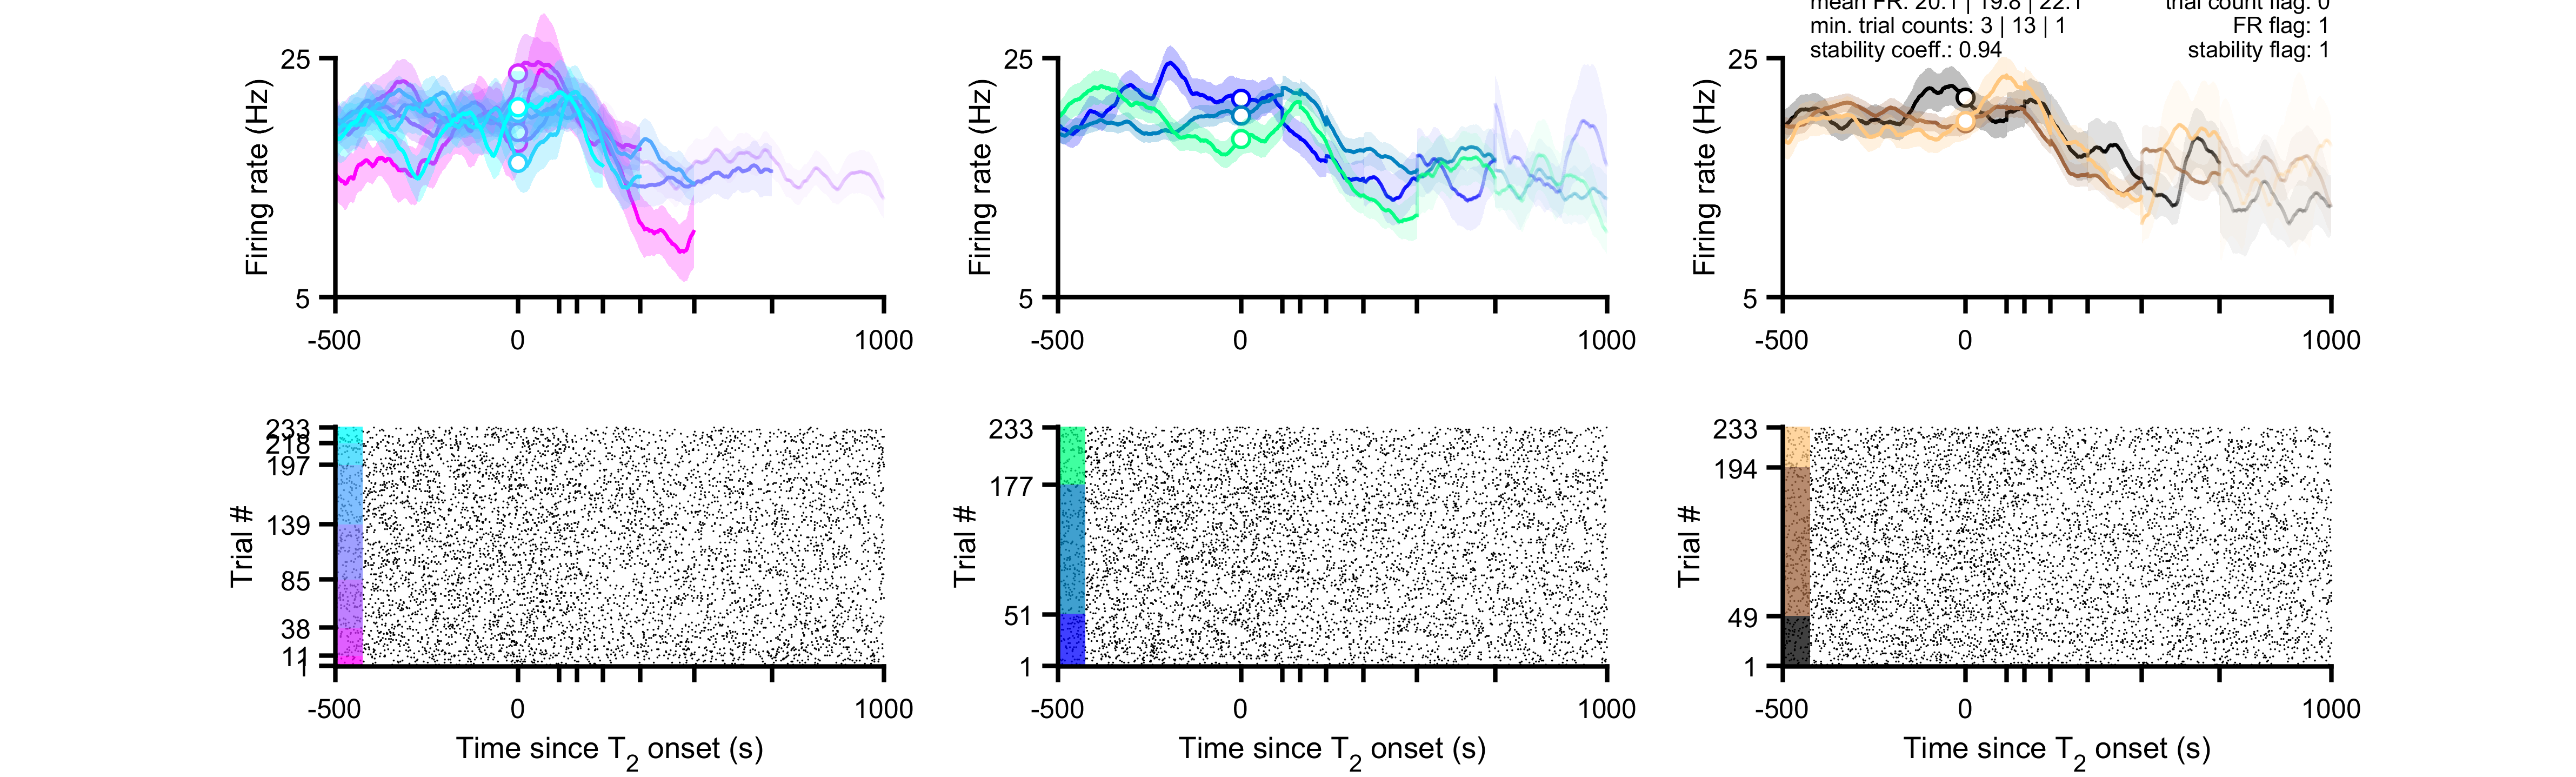 mean FR: 20.1 | 19.8 | 22.1 trial count flag: 0
min. trial counts: 3 | 13 | 1 FR flag: 1
stability coeff.: 0.94 stability flag: 1
25
Firing rate (Hz)
5
-500 0 1000
25
Firing rate (Hz)
5
-500 0 1000
25
Firing rate (Hz)
5
-500 0 1000
233
218
197
139
85
38
11
1
Trial #
-500 0 1000
Time since T2 onset (s)
233
177
51
1
Trial #
-500 0 1000
Time since T2 onset (s)
233
194
49
1
Trial #
-500 0 1000
Time since T2 onset (s)